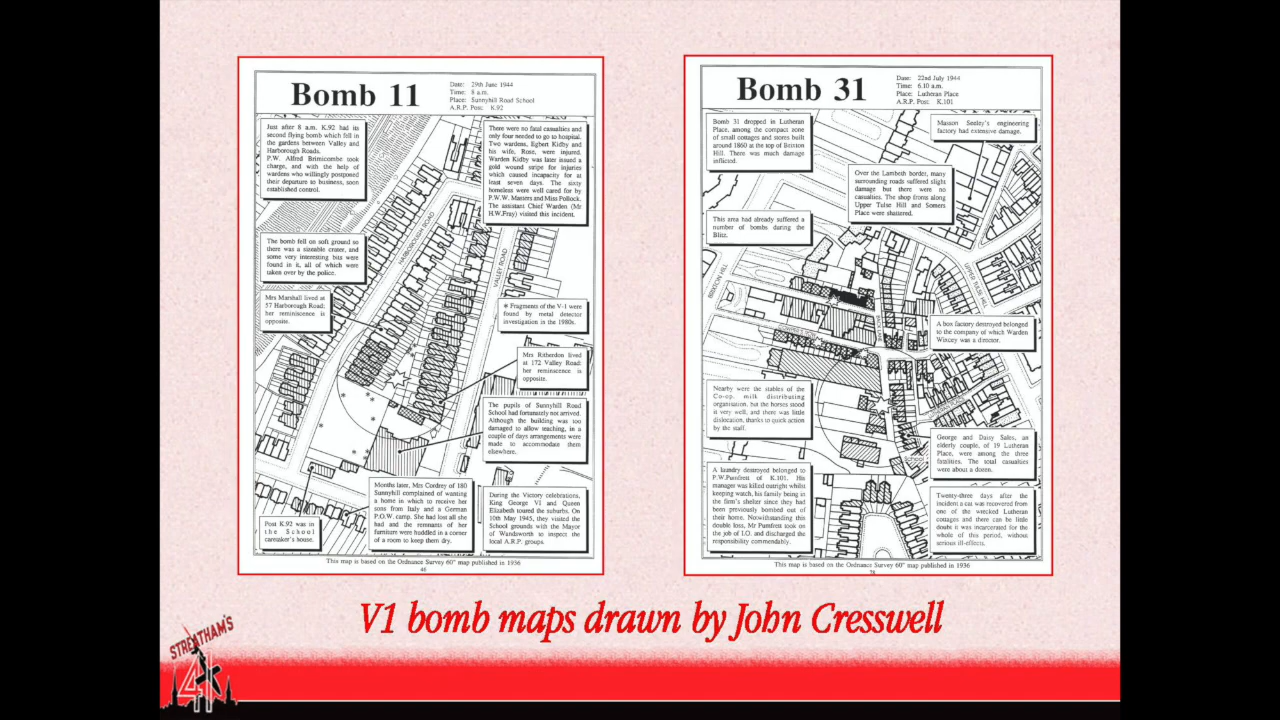 Bomb 11
Date: 29th June 1944
Time: 8 a.m.
Place: Sunnyhill Road School
A.R.P. Post: K.92
Just after 8 a.m. K.92 had its
second flying bomb which fell in
the gardens between Valley and
Harborough Roads.
P.W. Alfred Brimicombe took
charge, and with the help of
wardens who willingly postponed
their departure to business, soon
established control.
There were no fatal casualties and
only four needed to go to hospital.
Two wardens, Egbert Kidby and
his wife, Rose, were injured.
Warden Kidby was later issued a
gold wound stripe for injuries
which caused incapacity for at
least seven days. The sixty
homeless were well cared for by
P.W.W. Masters and Miss Pollock.
The assistant Chief Warden (Mr
H.W.Fray) visited this incident.
The bomb fell on soft ground so
there was a sizeable crater, and
some very interesting bits were
found in it, all of which were
taken over by the police.
HARBOROUGH ROAD
VALLEY ROAD
Mrs Marshall lived at
57 Harborough Road;
her reminiscence is
opposite.
* Fragments of the V-1 were
found by metal detector
investigation in the 1980s.
Mrs Ritherdon lived
at 172 Valley Road:
her reminiscence is
opposite.
The pupils of Sunnyhill Road
School had fortunately not arrived.
Although the building was too
damaged to allow teaching, in a
couple of days arrangements were
made to accommodate them
elsewhere.
Months later, Mrs Cordrey of 180
Sunnyhill complained of wanting
a home in which to receive her
sons from Italy and a German
P.O.W. camp. She had lost all she
had and the remnants of her
furniture were huddled in a corner
of a room to keep them dry.
During the Victory celebrations,
King George VI and Queen
Elizabeth toured the suburbs. On
10th May 1945, they visited the
School grounds with the Mayor
of Wandsworth to inspect the
local A.R.P. groups.
Post K.92 was in
the School
caretaker's house.
This map is based on the Ordnance Survey 60" map published in 1936
Bomb 31
Date: 22nd July 1944
Time: 6.10 a.m.
Place: Lutheran Place
A.R.P. Post: K.101
Bomb 31 dropped in Lutheran
Place, among the compact zone
of small cottages and stores built
around 1860 at the top of Brixton
Hill. There was much damage
inflicted.
Masson Seeley's engineering
factory had extensive damage.
Over the Lambeth border, many
surrounding roads suffered slight
damage but there were no
casualties. The shop fronts along
Upper Tulse Hill and Somers
Place were shattered.
This area had already suffered a
number of bombs during the
Blitz.
BRIXTON HILL
UPPER TULSE HILL
A box factory destroyed belonged
to the company of which Warden
Wincey was a director.
Nearby were the stables of the
Co-op. milk distributing
organisation, but the horses stood
it very well, and there was little
dislocation, thanks to quick action
by the staff.
School
George and Daisy Sales, an
elderly couple, of 19 Lutheran
Place, were among the three
fatalities. The total casualties
were about a dozen.
A laundry destroyed belonged to
P.W.Pumfrett of K.101. His
manager was killed outright whilst
keeping watch, his family being in
the firm's shelter since they had
been previously bombed out of
their home. Notwithstanding this
double loss, Mr Pumfrett took on
the job of I.O. and discharged the
responsibility commendably.
Twenty-three days after the
incident a cat was recovered from
one of the wrecked Lutheran
cottages and there can be little
doubt it was incarcerated for the
whole of this period, without
serious ill-effects.
This map is based on the Ordnance Survey 60" map published in 1936
V1 bomb maps drawn by John Cresswell
STREATHAM'S
41